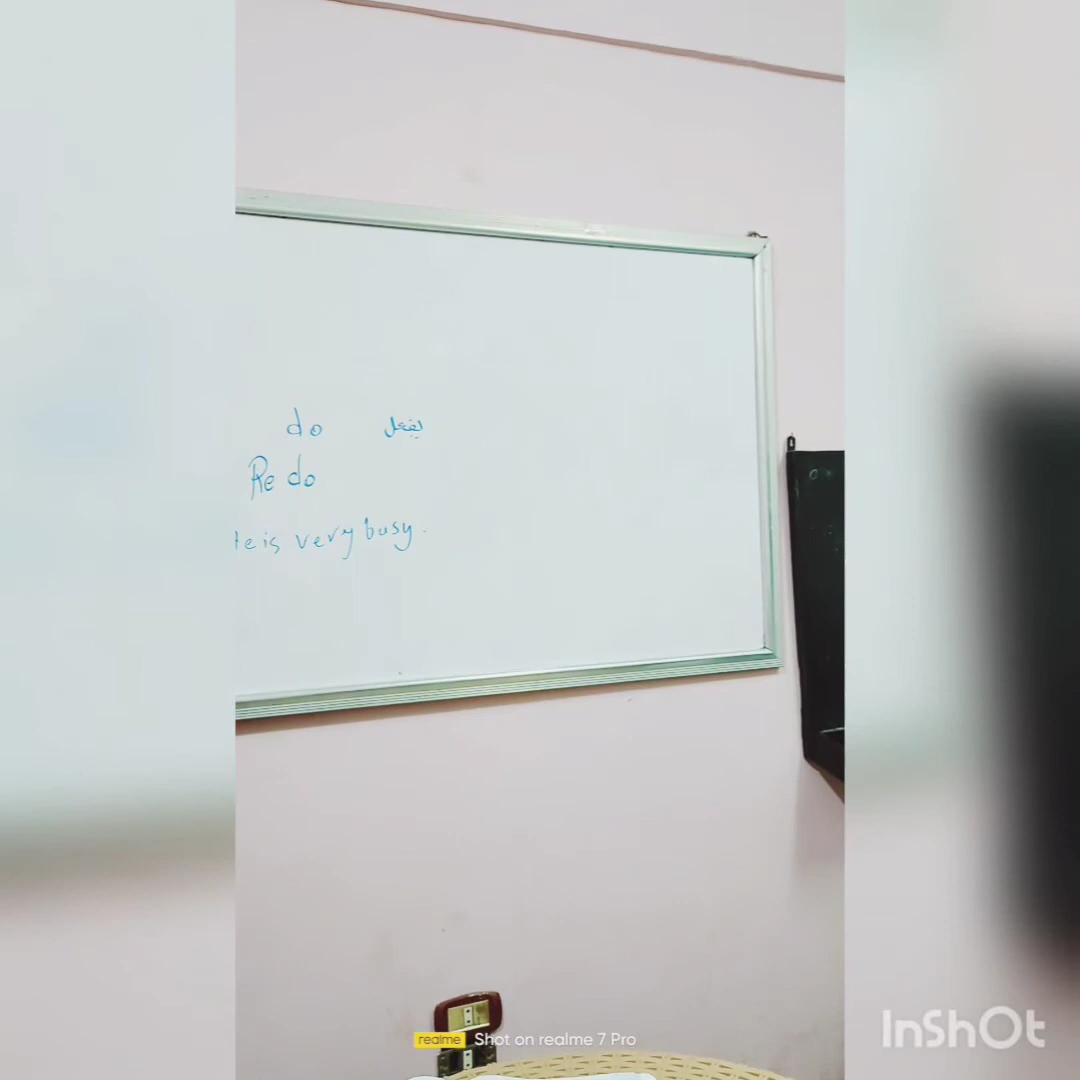 do يفعل
Re do
is very busy.
realme Shot on realme 7 Pro
InShOt